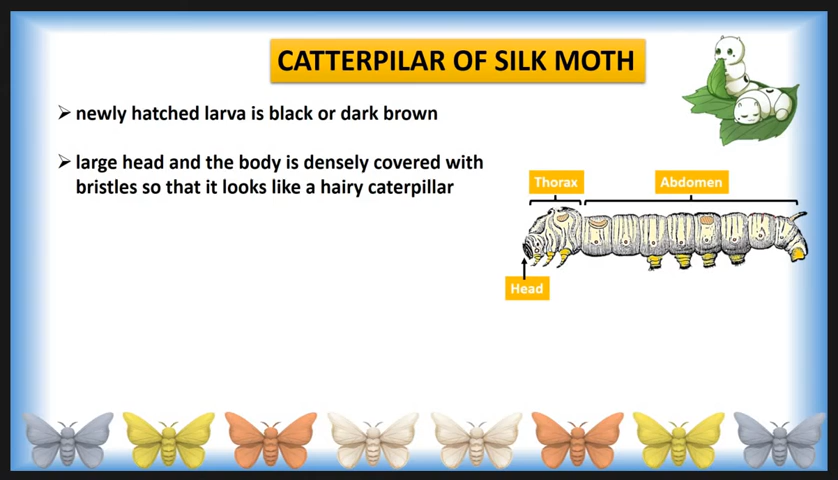 CATTERPILAR OF SILK MOTH
➢ newly hatched larva is black or dark brown
➢ large head and the body is densely covered with
bristles so that it looks like a hairy caterpillar
Thorax
Abdomen
Head